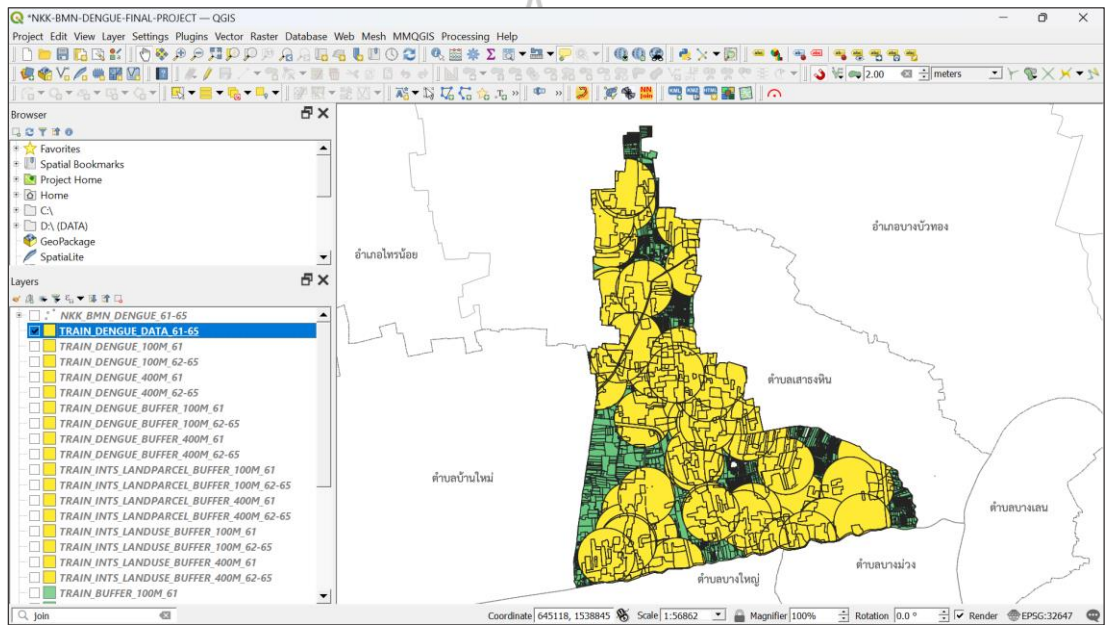 *NKK-BMN-DENGUE-FINAL-PROJECT — QGIS
Project Edit View Layer Settings Plugins Vector Raster Database Web Mesh MMQGIS Processing Help
2.00 meters
Browser
Favorites
Spatial Bookmarks
Project Home
Home
C:\
D:\ (DATA)
GeoPackage
SpatiaLite
Layers
NKK_BMN_DENGUE_61-65
TRAIN_DENGUE_DATA_61-65
TRAIN_DENGUE_100M_61
TRAIN_DENGUE_100M_62-65
TRAIN_DENGUE_400M_61
TRAIN_DENGUE_400M_62-65
TRAIN_DENGUE_BUFFER_100M_61
TRAIN_DENGUE_BUFFER_100M_62-65
TRAIN_DENGUE_BUFFER_400M_61
TRAIN_DENGUE_BUFFER_400M_62-65
TRAIN_INTS_LANDPARCEL_BUFFER_100M_61
TRAIN_INTS_LANDPARCEL_BUFFER_100M_62-65
TRAIN_INTS_LANDPARCEL_BUFFER_400M_61
TRAIN_INTS_LANDPARCEL_BUFFER_400M_62-65
TRAIN_INTS_LANDUSE_BUFFER_100M_61
TRAIN_INTS_LANDUSE_BUFFER_100M_62-65
TRAIN_INTS_LANDUSE_BUFFER_400M_61
TRAIN_INTS_LANDUSE_BUFFER_400M_62-65
TRAIN_BUFFER_100M_61
อำเภอบางบัวทอง
อำเภอไทรน้อย
ตำบลเสาธงหิน
ตำบลบ้านใหม่
ตำบลบางเลน
ตำบลบางม่วง
ตำบลบางใหญ่
join
Coordinate 645118, 1538845 Scale 1:56862 Magnifier 100% Rotation 0.0 ° Render EPSG:32647